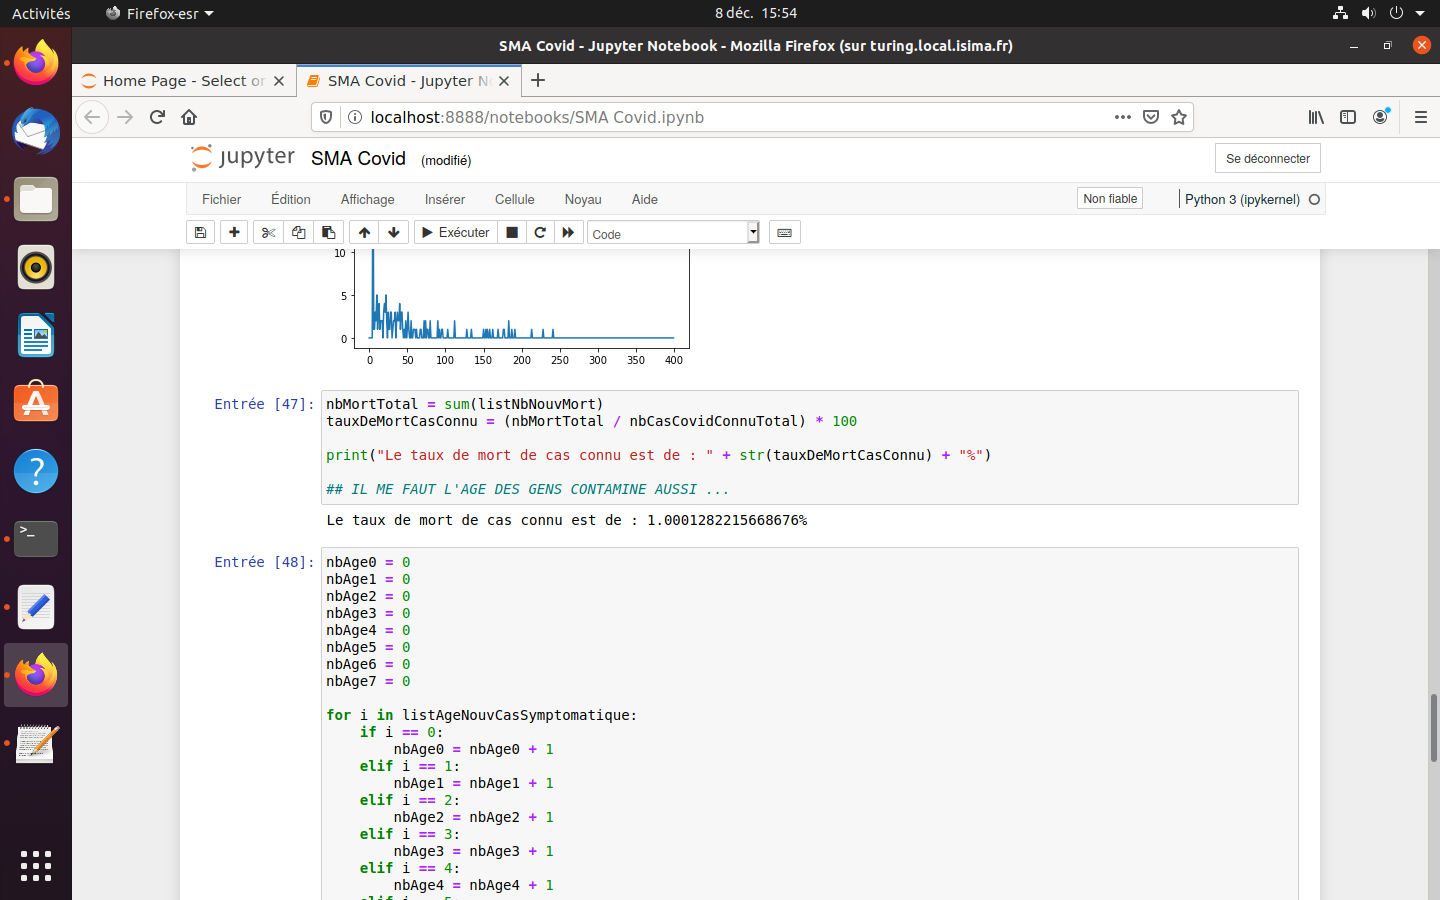 Activités
Firefox-esr
8 déc. 15:54
SMA Covid - Jupyter Notebook - Mozilla Firefox (sur turing.local.isima.fr)
Home Page - Select or
SMA Covid - Jupyter No
localhost:8888/notebooks/SMA Covid.ipynb
jupyter
SMA Covid
(modifié)
Se déconnecter
Fichier
Édition
Affichage
Insérer
Cellule
Noyau
Aide
Non fiable
Python 3 (ipykernel)
Exécuter
Code
10
5
0
0 50 100 150 200 250 300 350 400
Entrée [47]:
nbMortTotal = sum(listNbNouvMort)
tauxDeMortCasConnu = (nbMortTotal / nbCasCovidConnuTotal) * 100
print("Le taux de mort de cas connu est de : " + str(tauxDeMortCasConnu) + "%")
## IL ME FAUT L'AGE DES GENS CONTAMINE AUSSI ...
Le taux de mort de cas connu est de : 1.0001282215668676%
Entrée [48]:
nbAge0 = 0
nbAge1 = 0
nbAge2 = 0
nbAge3 = 0
nbAge4 = 0
nbAge5 = 0
nbAge6 = 0
nbAge7 = 0
for i in listAgeNouvCasSymptomatique:
    if i == 0:
        nbAge0 = nbAge0 + 1
    elif i == 1:
        nbAge1 = nbAge1 + 1
    elif i == 2:
        nbAge2 = nbAge2 + 1
    elif i == 3:
        nbAge3 = nbAge3 + 1
    elif i == 4:
        nbAge4 = nbAge4 + 1